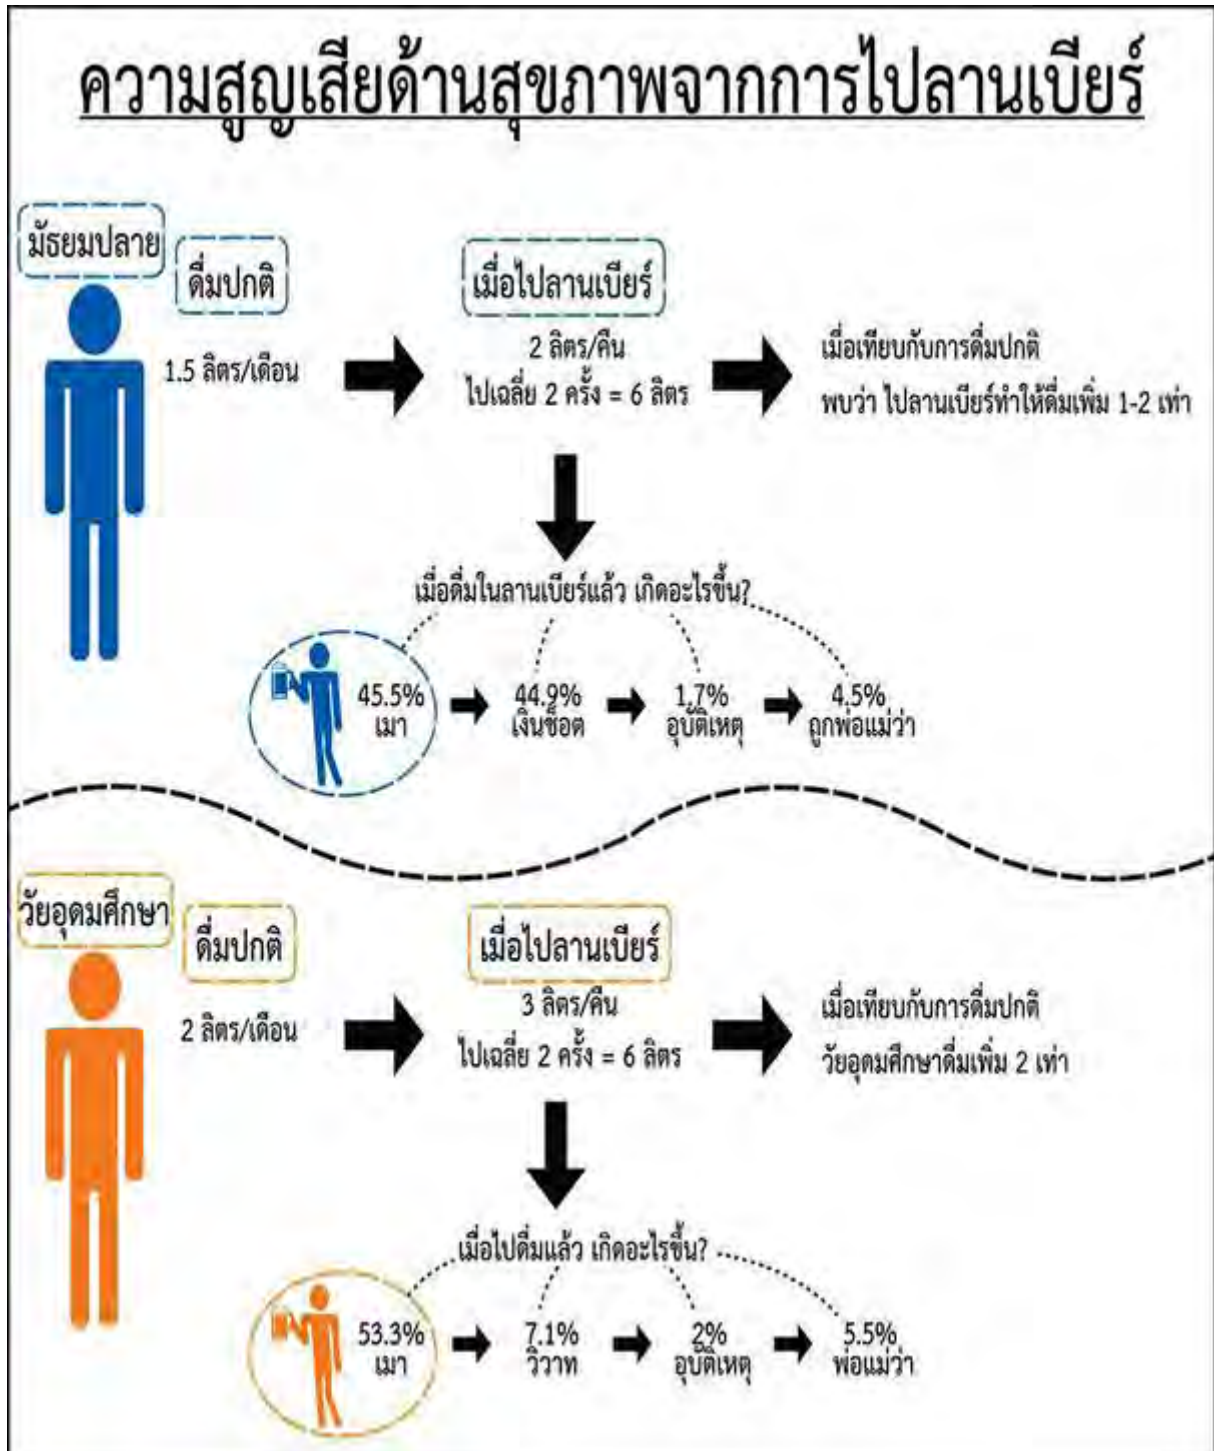 ความสูญเสียด้านสุขภาพจากการไปลานเบียร์
มัธยมปลาย
ดื่มปกติ
1.5 ลิตร/เดือน
เมื่อไปลานเบียร์
2 ลิตร/คืน
ไปเฉลี่ย 2 ครั้ง = 6 ลิตร
เมื่อเทียบกับการดื่มปกติ
พบว่า ไปลานเบียร์ทำให้ดื่มเพิ่ม 1-2 เท่า
เมื่อดื่มในลานเบียร์แล้ว เกิดอะไรขึ้น?
45.5%
เมา
44.9%
เงินช็อต
1.7%
อุบัติเหตุ
4.5%
ถูกพ่อแม่ว่า
วัยอุดมศึกษา
ดื่มปกติ
2 ลิตร/เดือน
เมื่อไปลานเบียร์
3 ลิตร/คืน
ไปเฉลี่ย 2 ครั้ง = 6 ลิตร
เมื่อเทียบกับการดื่มปกติ
วัยอุดมศึกษาดื่มเพิ่ม 2 เท่า
เมื่อไปดื่มแล้ว เกิดอะไรขึ้น?
53.3%
เมา
7.1%
วิวาท
2%
อุบัติเหตุ
5.5%
พ่อแม่ว่า